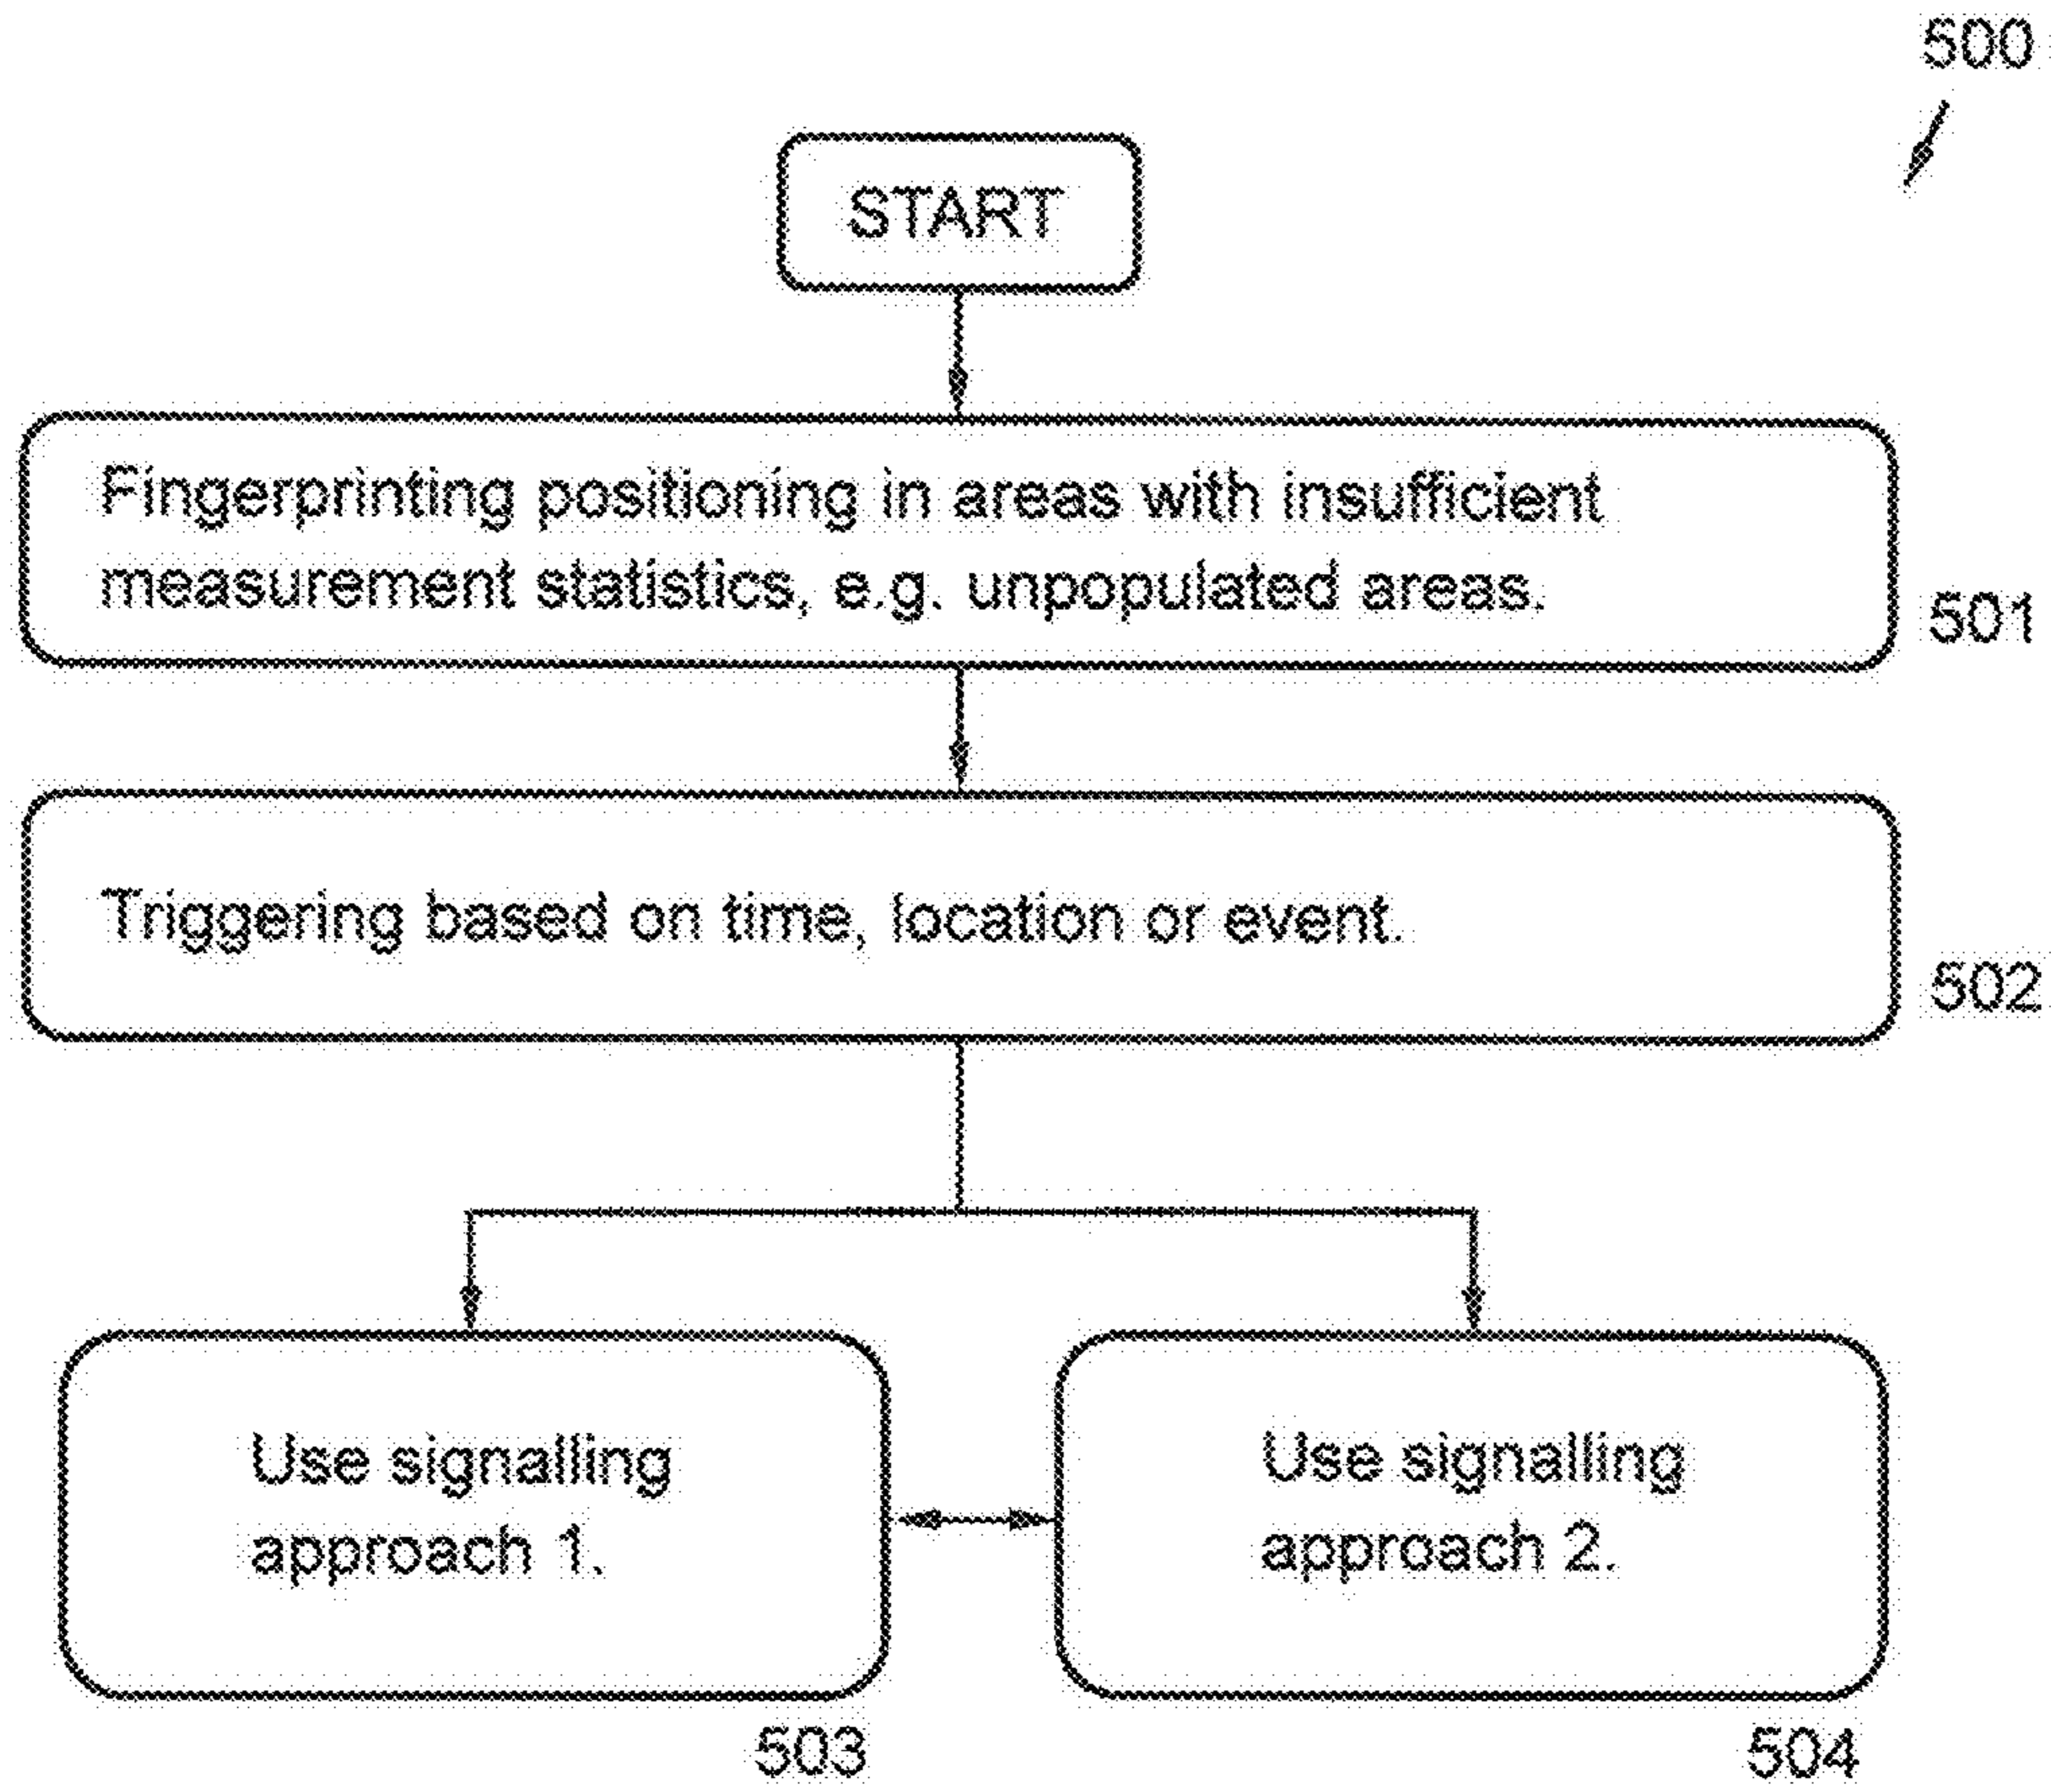 500
START
Fingerprinting positioning in areas with insufficient
measurement statistics, e.g. unpopulated areas.
501
Triggering based on time, location or event.
502
Use signalling
approach 1.
503
Use signalling
approach 2.
504